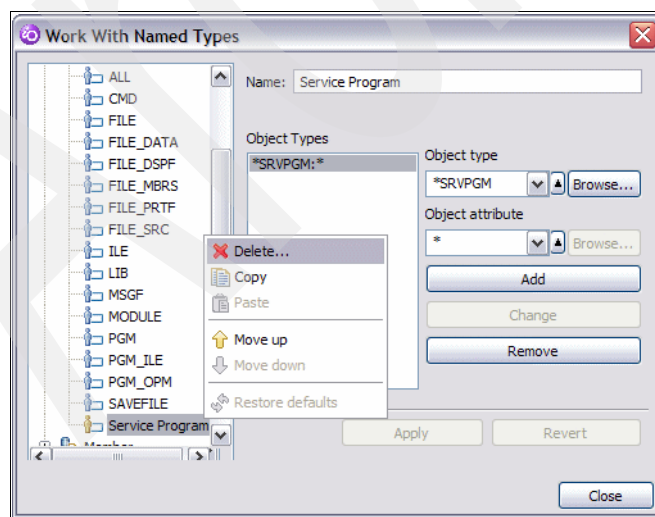 Work With Named Types
ALL
CMD
FILE
FILE_DATA
FILE_DSPF
FILE_MBRS
FILE_PRTF
FILE_SRC
ILE
LIB
MSGF
MODULE
PGM
PGM_ILE
PGM_OPM
SAVEFILE
Service Program
Member
Name: Service Program
Object Types
*SRVPGM:*
Object type
*SRVPGM
Browse...
Object attribute
*
Browse...
Add
Change
Remove
Delete...
Copy
Paste
Move up
Move down
Restore defaults
Apply
Revert
Close